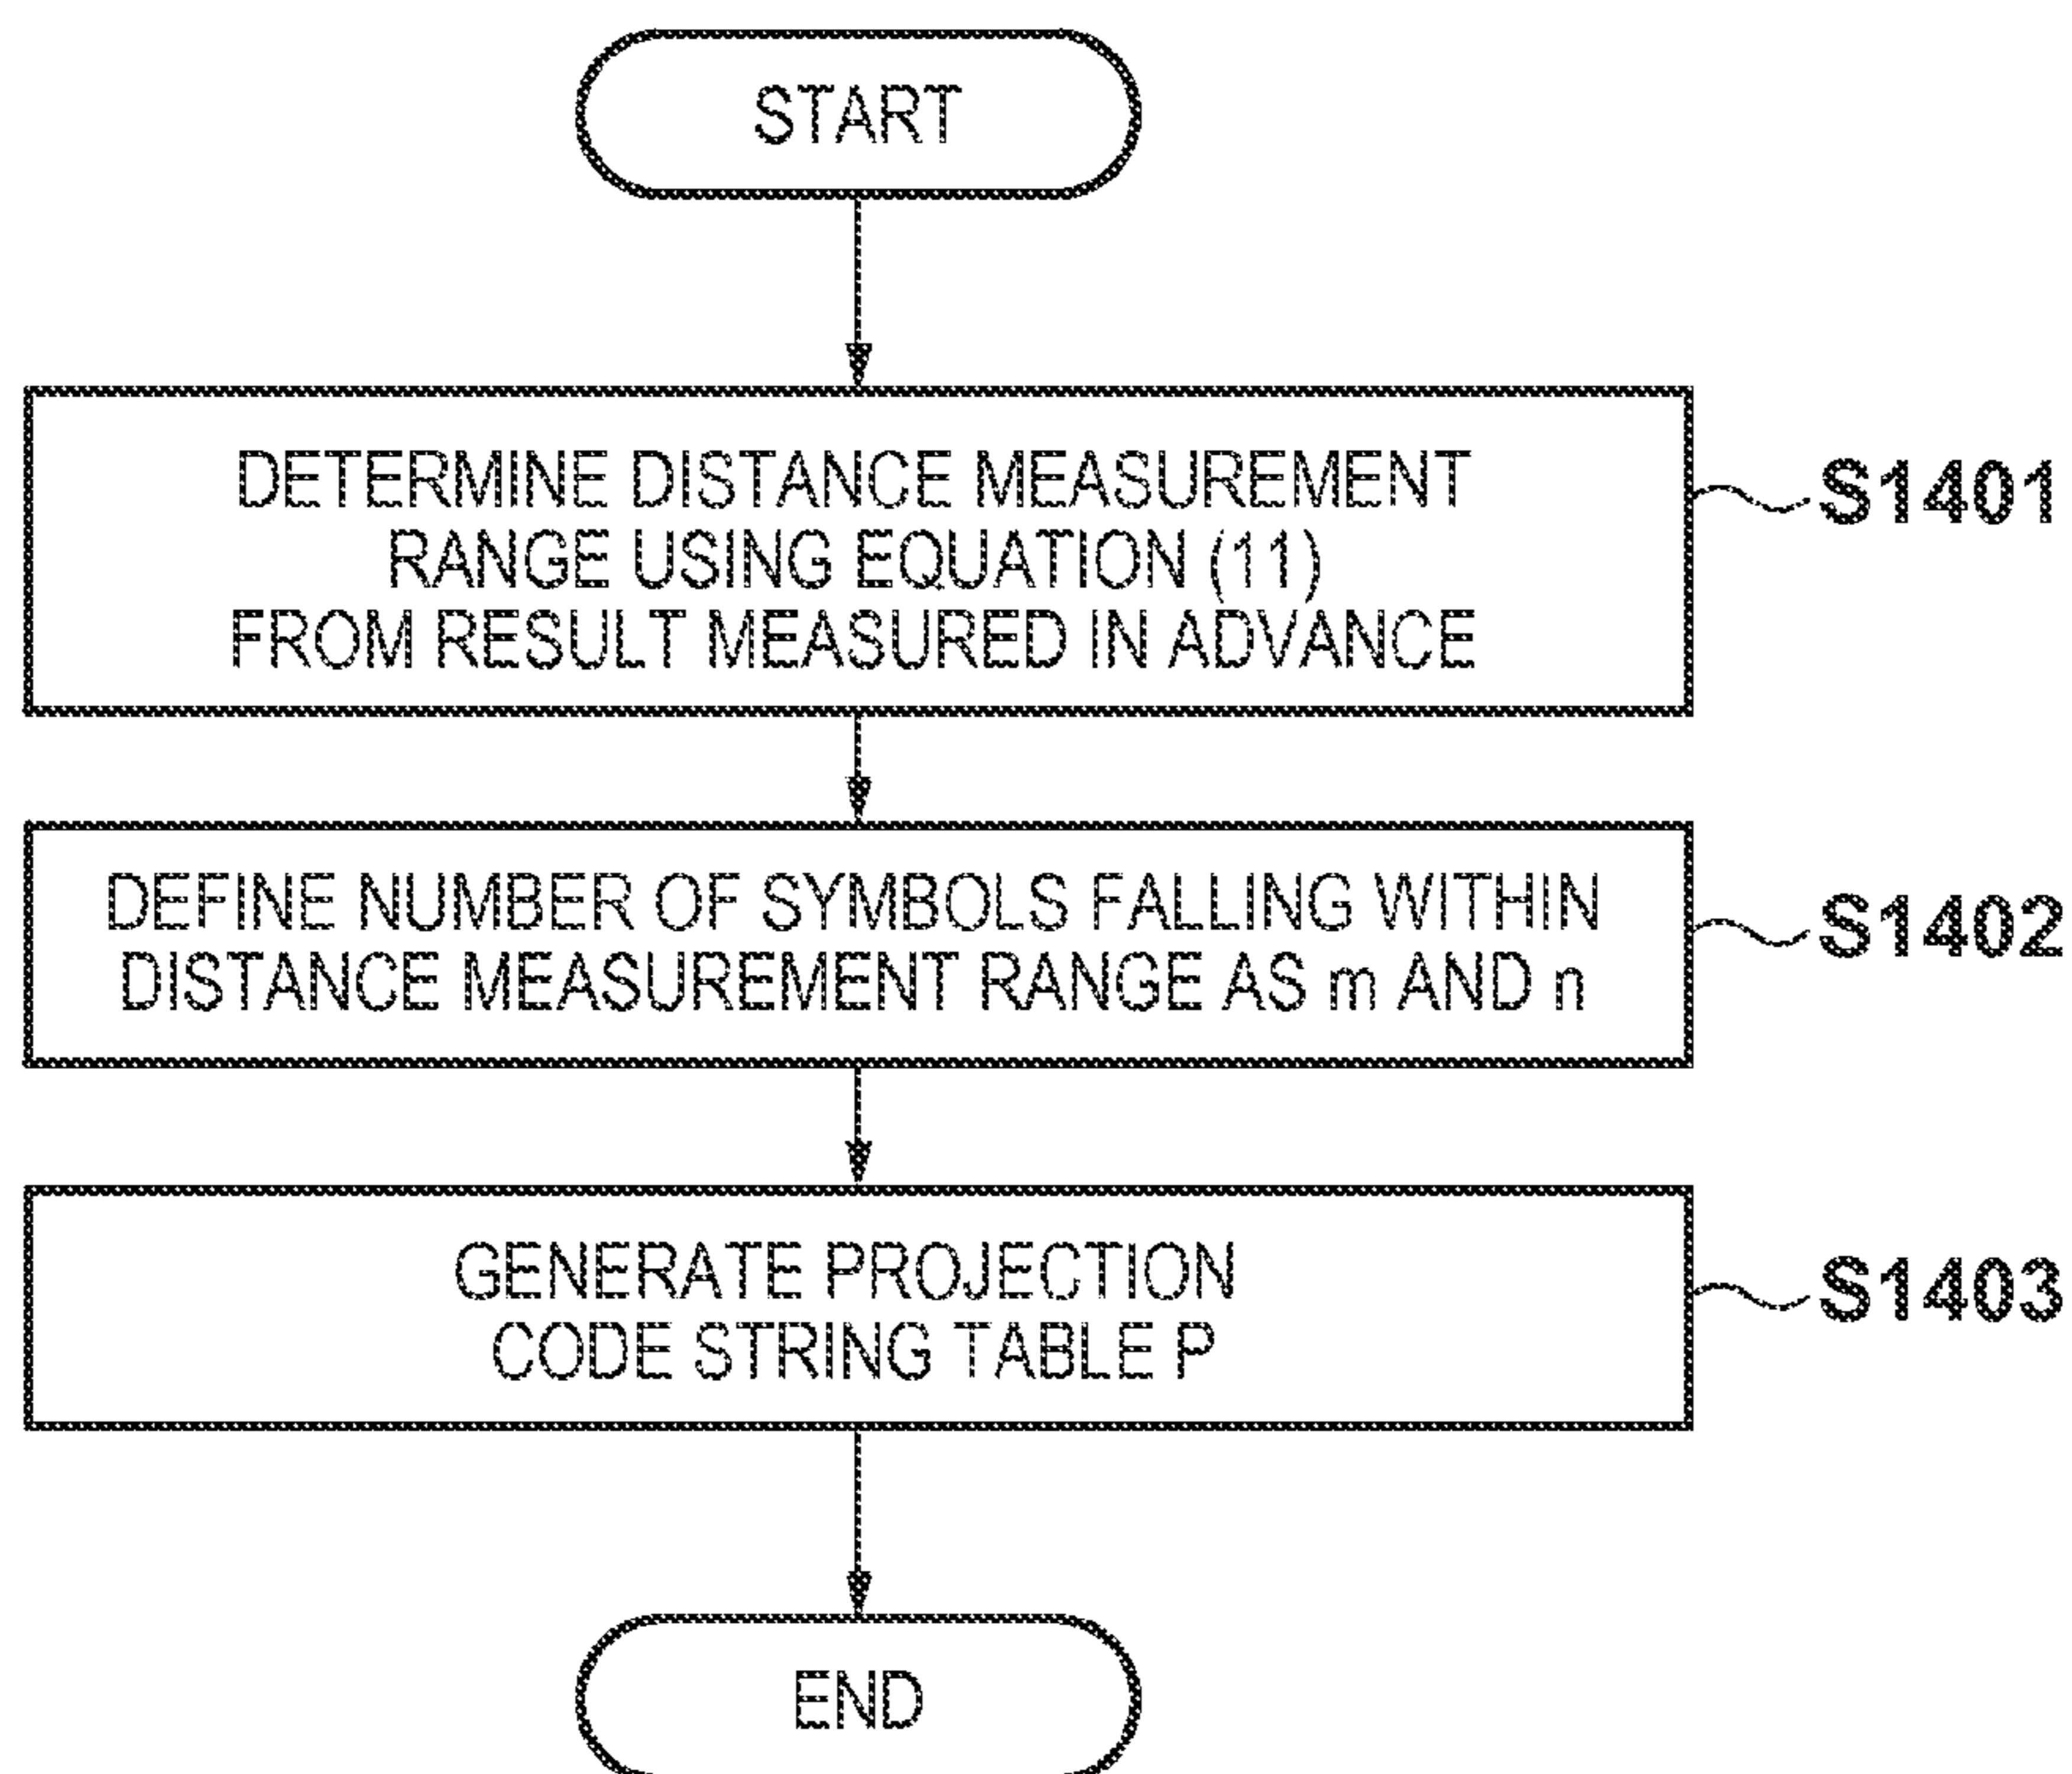 START
DETERMINE DISTANCE MEASUREMENT
RANGE USING EQUATION (11)
FROM RESULT MEASURED IN ADVANCE
S1401
DEFINE NUMBER OF SYMBOLS FALLING WITHIN
DISTANCE MEASUREMENT RANGE AS m AND n
S1402
GENERATE PROJECTION
CODE STRING TABLE P
S1403
END